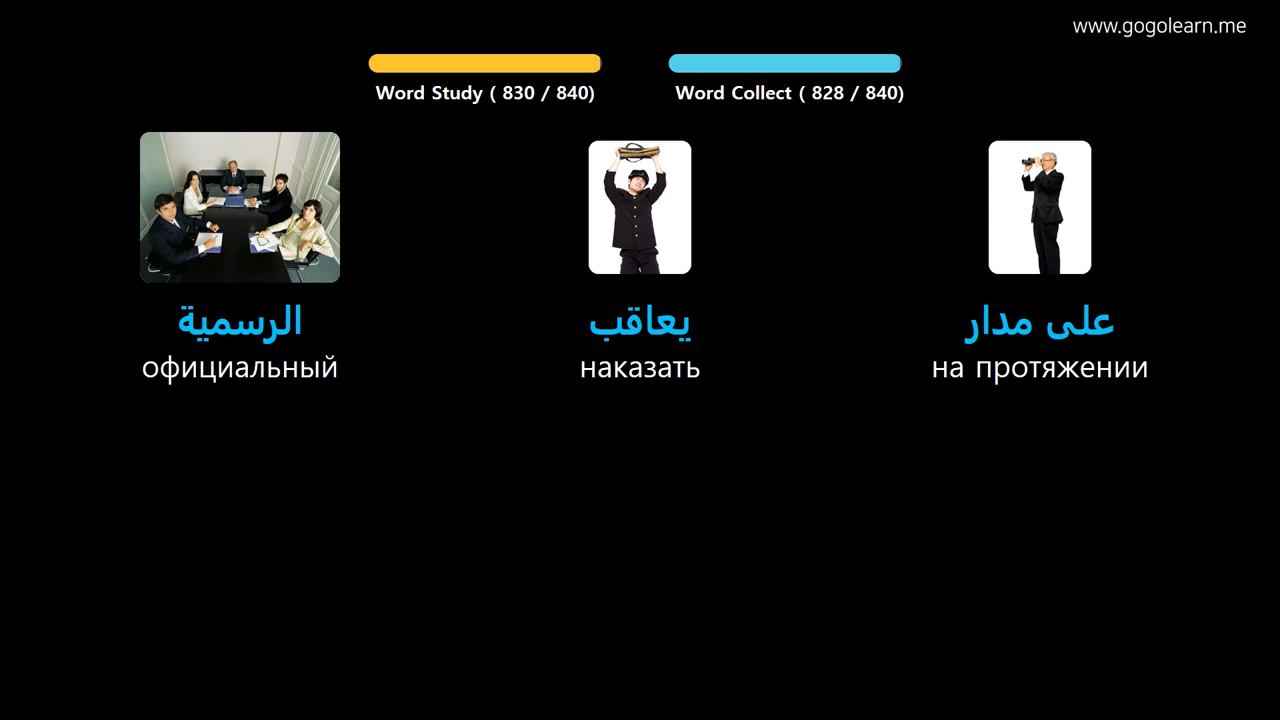 www.gogolearn.me
Word Study ( 830 / 840)
Word Collect ( 828 / 840)
الرسمية
официальный
يعاقب
наказать
على مدار
на протяжении